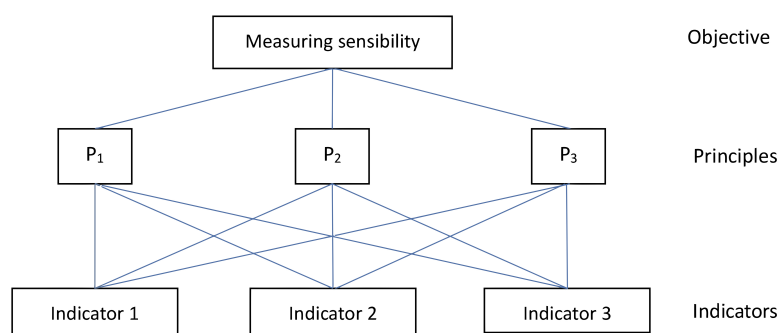 Measuring sensibility
Objective
P₁
P₂
P₃
Principles
Indicator 1
Indicator 2
Indicator 3
Indicators